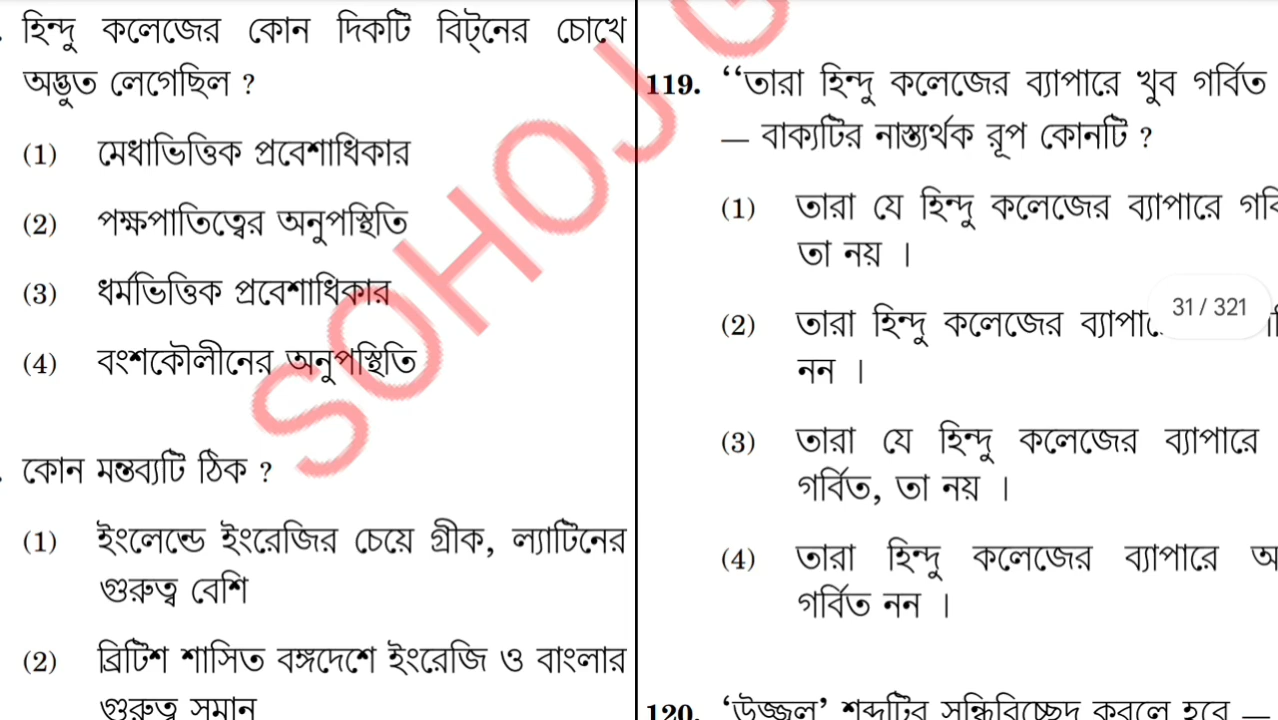 হিন্দু কলেজের কোন দিকটি বিট্‌নের চোখে
অদ্ভুত লেগেছিল ?
(1) মেধাভিত্তিক প্রবেশাধিকার
(2) পক্ষপাতিত্বের অনুপস্থিতি
(3) ধর্মভিত্তিক প্রবেশাধিকার
(4) বংশকৌলীনের অনুপস্থিতি
কোন মন্তব্যটি ঠিক ?
(1) ইংলেন্ডে ইংরেজির চেয়ে গ্রীক, ল্যাটিনের
গুরুত্ব বেশি
(2) ব্রিটিশ শাসিত বঙ্গদেশে ইংরেজি ও বাংলার
গুরুত্ব সমান
119. “তারা হিন্দু কলেজের ব্যাপারে খুব গর্বিত
— বাক্যটির নাস্ত্যর্থক রূপ কোনটি ?
(1) তারা যে হিন্দু কলেজের ব্যাপারে
তা নয় ।
(2) তারা হিন্দু কলেজের
নন ।
(3) তারা যে হিন্দু কলেজের ব্যাপারে
গর্বিত, তা নয় ।
(4) তারা হিন্দু কলেজের ব্যাপারে
গর্বিত নন ।
120. ‘উজ্জ্বল’ শব্দটির সন্ধিবিচ্ছেদ করলে হবে —
31 / 321
SOHOJ G